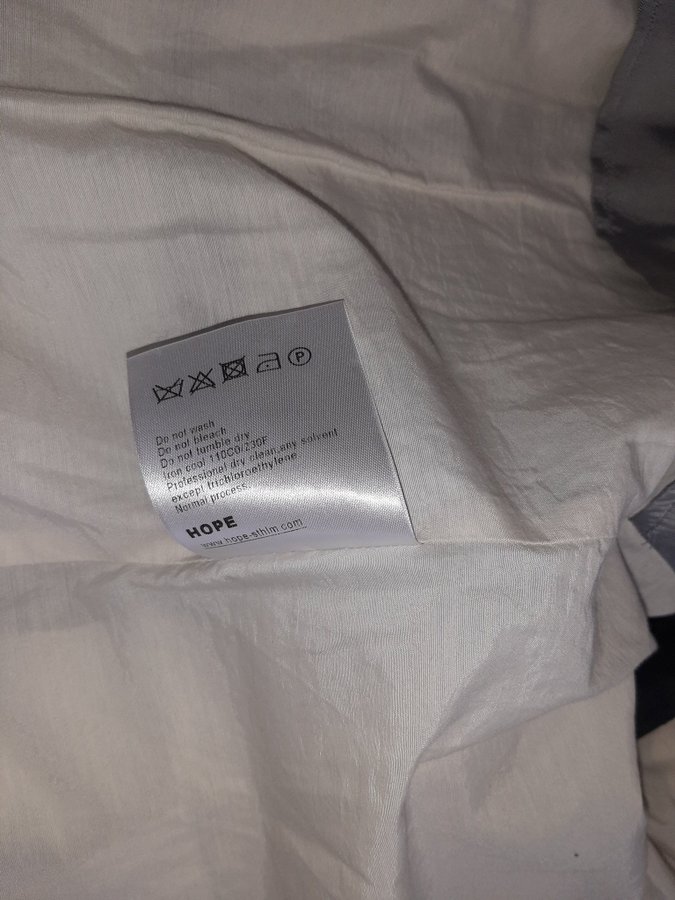 P
Do not wash
Do not bleach
Do not tumble dry
Iron cool 110C0/230F
Professional dry clean,any solvent
except trichloroethylene
Normal process.
HOPE
www.hope-sthlm.com